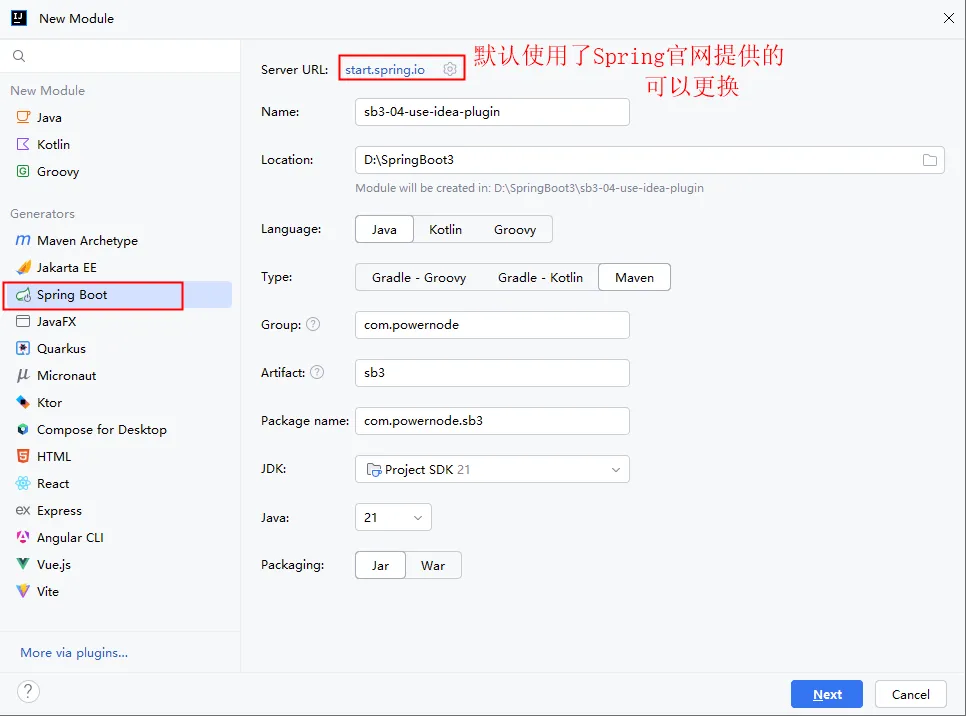 New Module
New Module
Java
Kotlin
Groovy
Generators
Maven Archetype
Jakarta EE
Spring Boot
JavaFX
Quarkus
Micronaut
Ktor
Compose for Desktop
HTML
React
ex Express
Angular CLI
Vue.js
Vite
More via plugins...
Server URL: start.spring.io
默认使用了Spring官网提供的
可以更换
Name: sb3-04-use-idea-plugin
Location: D:\SpringBoot3
Module will be created in: D:\SpringBoot3\sb3-04-use-idea-plugin
Language: Java Kotlin Groovy
Type: Gradle - Groovy Gradle - Kotlin Maven
Group: ? com.powernode
Artifact: ? sb3
Package name: com.powernode.sb3
JDK: Project SDK 21
Java: 21
Packaging: Jar War
? Next Cancel